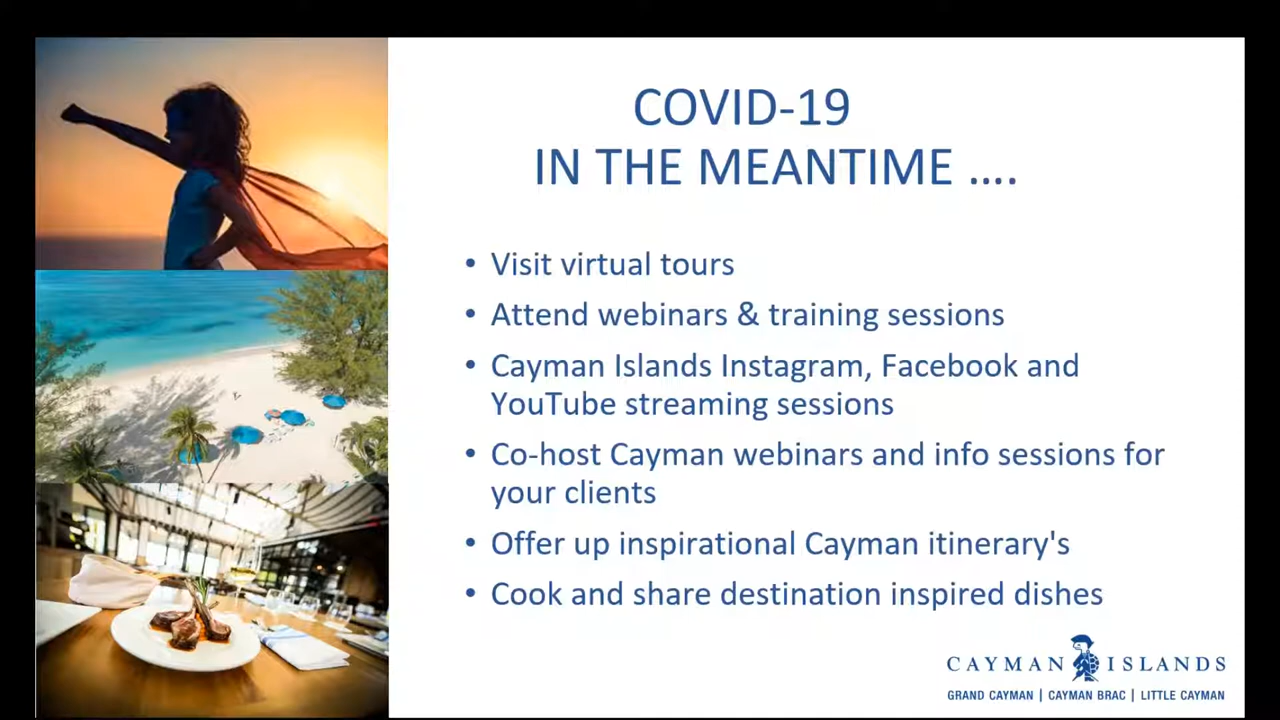 COVID-19
IN THE MEANTIME ....
• Visit virtual tours
• Attend webinars & training sessions
• Cayman Islands Instagram, Facebook and
YouTube streaming sessions
• Co-host Cayman webinars and info sessions for
your clients
• Offer up inspirational Cayman itinerary's
• Cook and share destination inspired dishes
CAYMAN ISLANDS
GRAND CAYMAN | CAYMAN BRAC | LITTLE CAYMAN